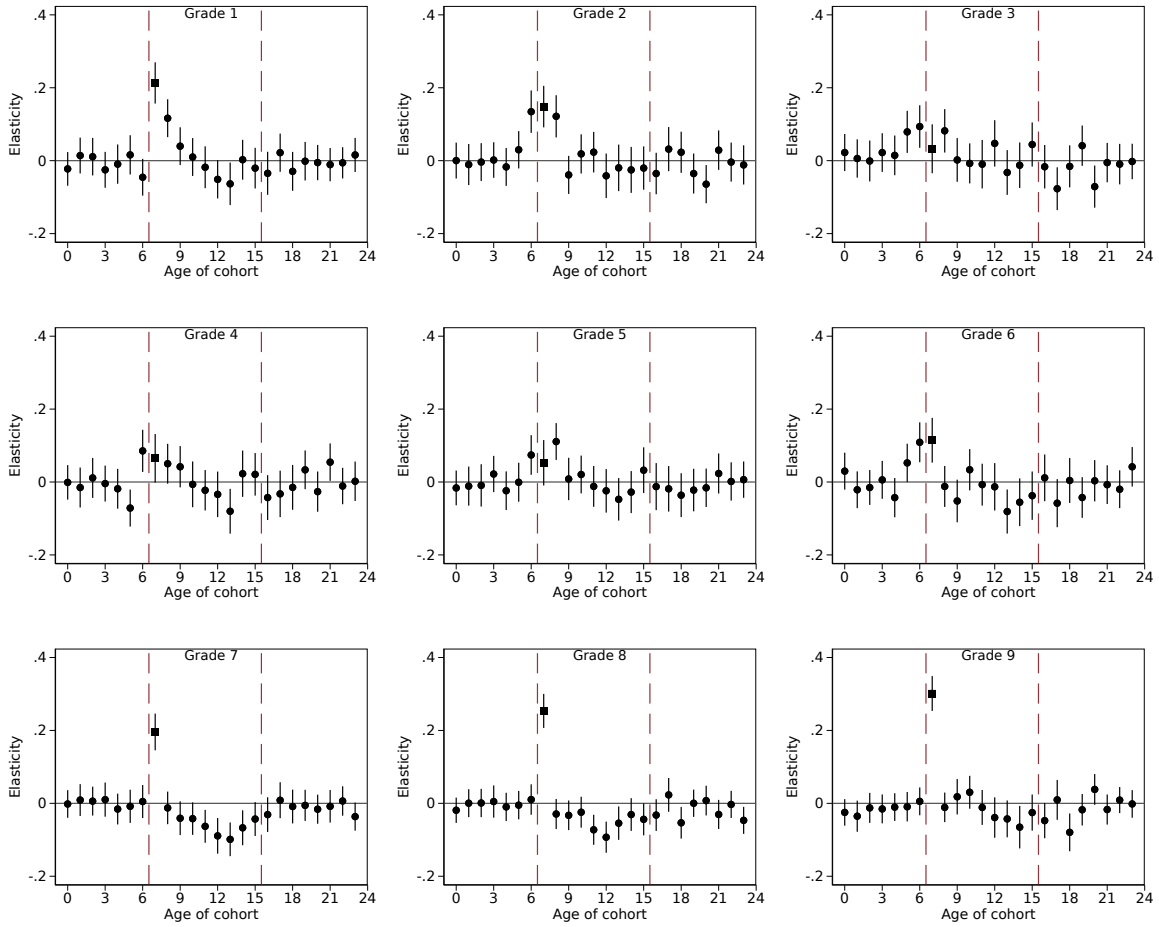 Grade 1
.4
.2
0
-.2
Elasticity
0 3 6 9 12 15 18 21 24
Age of cohort
Grade 2
.4
.2
0
-.2
Elasticity
0 3 6 9 12 15 18 21 24
Age of cohort
Grade 3
.4
.2
0
-.2
Elasticity
0 3 6 9 12 15 18 21 24
Age of cohort
Grade 4
.4
.2
0
-.2
Elasticity
0 3 6 9 12 15 18 21 24
Age of cohort
Grade 5
.4
.2
0
-.2
Elasticity
0 3 6 9 12 15 18 21 24
Age of cohort
Grade 6
.4
.2
0
-.2
Elasticity
0 3 6 9 12 15 18 21 24
Age of cohort
Grade 7
.4
.2
0
-.2
Elasticity
0 3 6 9 12 15 18 21 24
Age of cohort
Grade 8
.4
.2
0
-.2
Elasticity
0 3 6 9 12 15 18 21 24
Age of cohort
Grade 9
.4
.2
0
-.2
Elasticity
0 3 6 9 12 15 18 21 24
Age of cohort